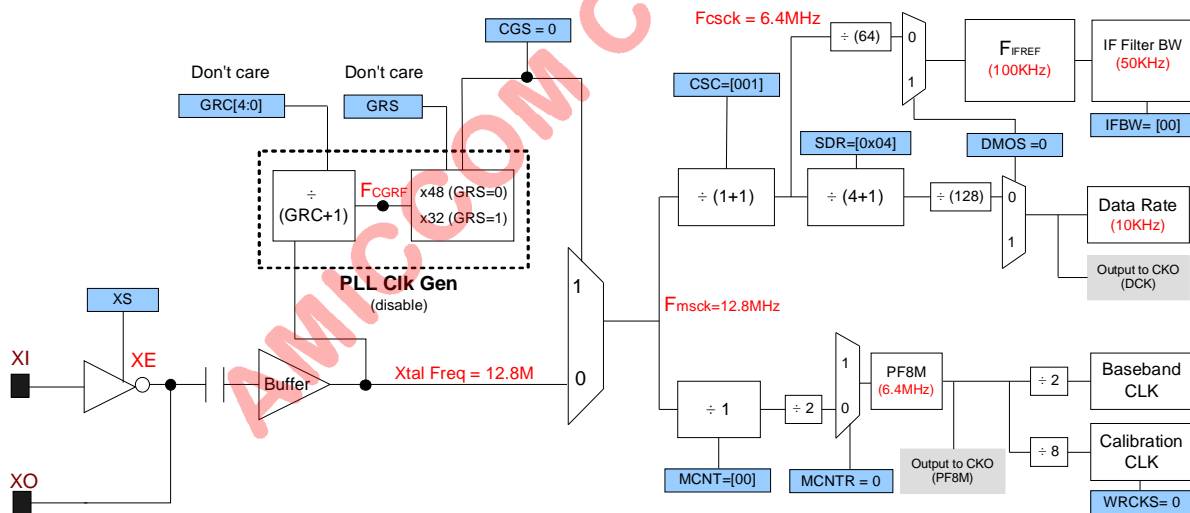 CGS = 0
Fcsck = 6.4MHz
÷ (64)
0
1
FIFREF
(100KHz)
IF Filter BW
(50KHz)
IFBW= [00]
Don't care
Don't care
GRC[4:0]
GRS
CSC=[001]
SDR=[0x04]
DMOS =0
÷
(GRC+1)
FCGRF
x48 (GRS=0)
x32 (GRS=1)
÷ (1+1)
÷ (4+1)
÷ (128)
0
1
Data Rate
(10KHz)
Output to CKO
(DCK)
PLL Clk Gen
(disable)
1
0
Fmsck=12.8MHz
XS
XI
XE
Buffer
Xtal Freq = 12.8M
XO
÷ 1
÷ 2
1
0
PF8M
(6.4MHz)
÷ 2
Baseband
CLK
÷ 8
Calibration
CLK
MCNT=[00]
MCNTR = 0
Output to CKO
(PF8M)
WRCKS= 0
AMICCOM C